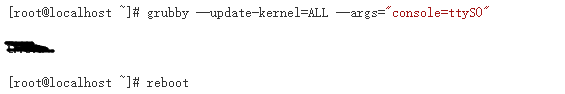 [root@localhost ~]# grubby —update-kernel=ALL —args="console=ttyS0"
[root@localhost ~]# reboot